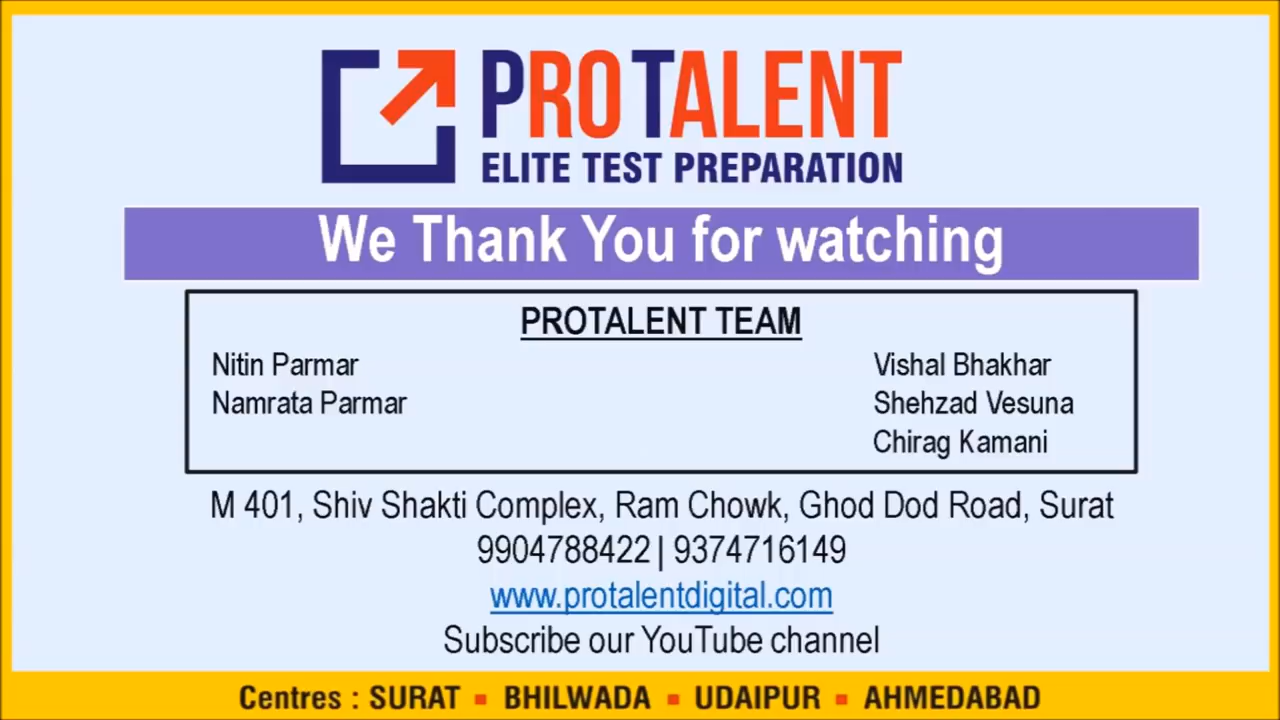 PROTALENT
ELITE TEST PREPARATION
We Thank You for watching
PROTALENT TEAM
Nitin Parmar Vishal Bhakhar
Namrata Parmar Shehzad Vesuna
Chirag Kamani
M 401, Shiv Shakti Complex, Ram Chowk, Ghod Dod Road, Surat
9904788422 | 9374716149
www.protalentdigital.com
Subscribe our YouTube channel
Centres : SURAT ▪ BHILWADA ▪ UDAIPUR ▪ AHMEDABAD